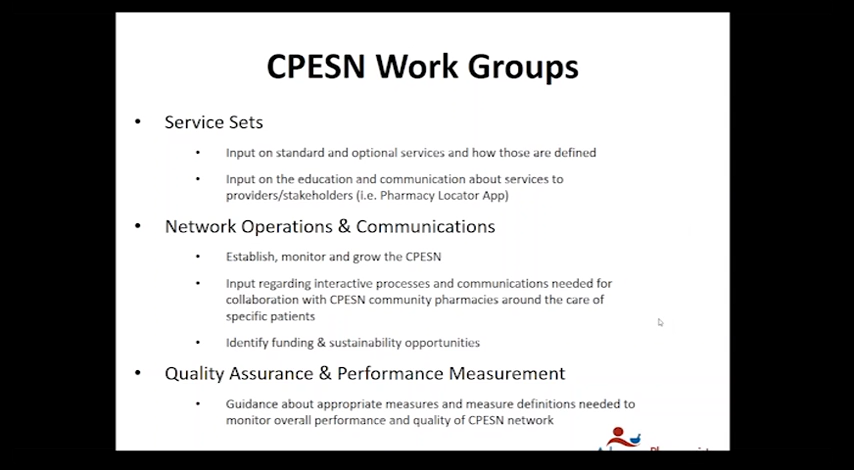 CPESN Work Groups
• Service Sets
• Input on standard and optional services and how those are defined
• Input on the education and communication about services to
providers/stakeholders (i.e. Pharmacy Locator App)
• Network Operations & Communications
• Establish, monitor and grow the CPESN
• Input regarding interactive processes and communications needed for
collaboration with CPESN community pharmacies around the care of
specific patients
• Identify funding & sustainability opportunities
• Quality Assurance & Performance Measurement
• Guidance about appropriate measures and measure definitions needed to
monitor overall performance and quality of CPESN network